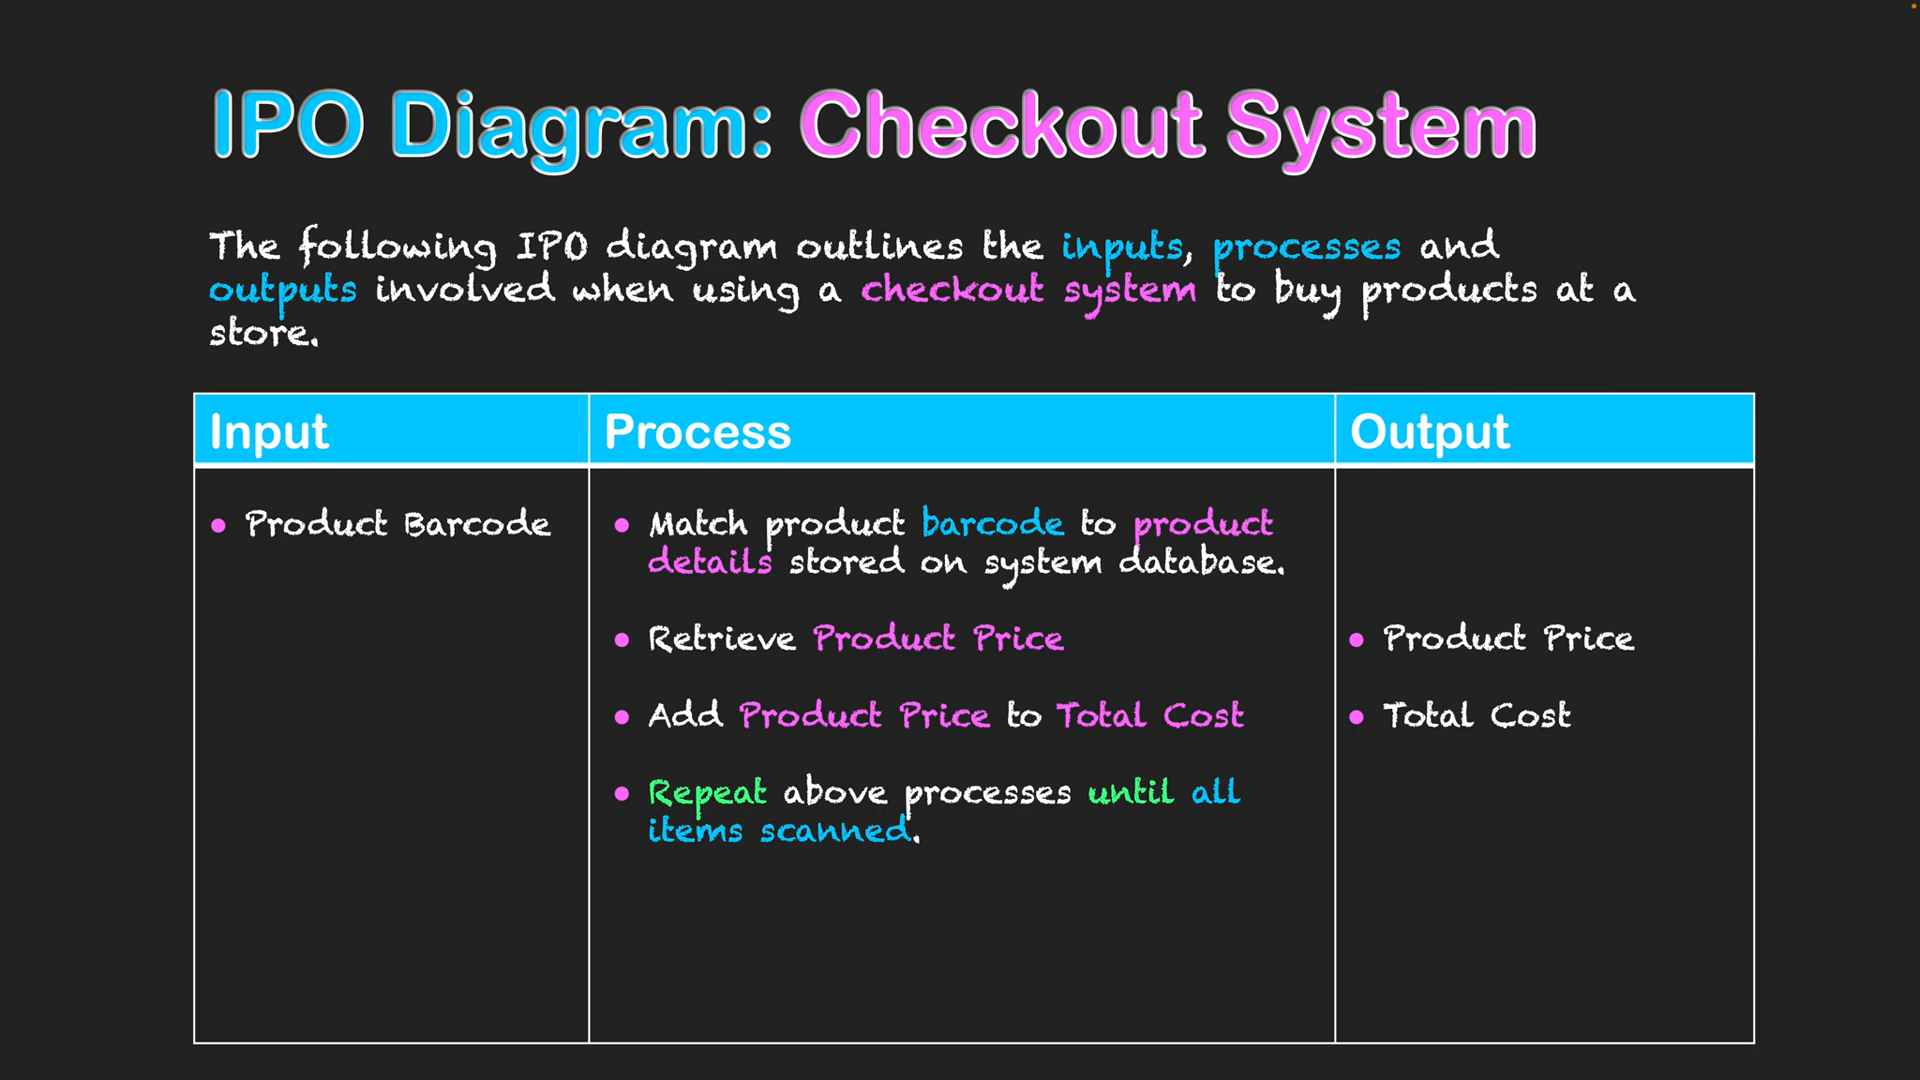 IPO Diagram: Checkout System
The following IPO diagram outlines the inputs, processes and
outputs involved when using a checkout system to buy products at a
store.
Input
Process
Output
• Product Barcode
• Match product barcode to product
details stored on system database.
• Retrieve Product Price
• Product Price
• Add Product Price to Total Cost
• Total Cost
• Repeat above processes until all
items scanned.